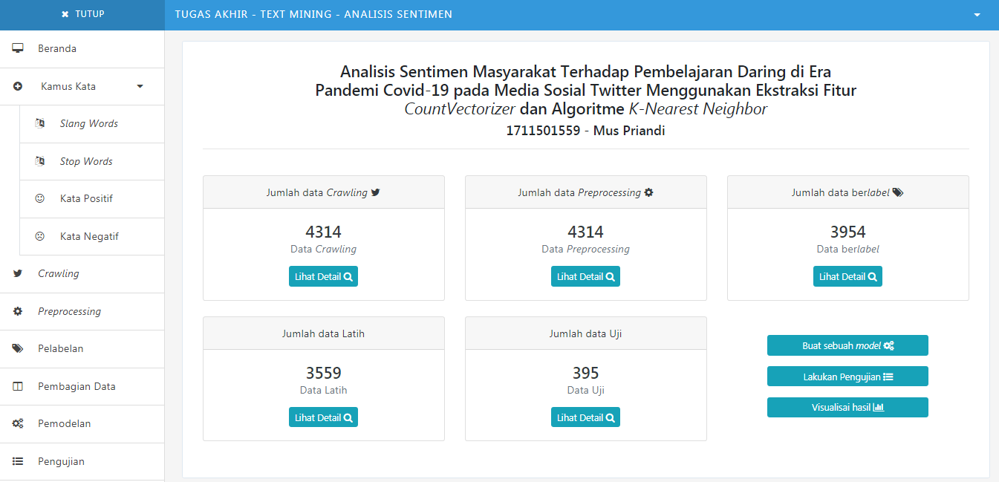 TUTUP
TUGAS AKHIR - TEXT MINING - ANALISIS SENTIMEN
Beranda
Kamus Kata
Slang Words
Stop Words
Kata Positif
Kata Negatif
Crawling
Preprocessing
Pelabelan
Pembagian Data
Pemodelan
Pengujian
Analisis Sentimen Masyarakat Terhadap Pembelajaran Daring di Era
Pandemi Covid-19 pada Media Sosial Twitter Menggunakan Ekstraksi Fitur
CountVectorizer dan Algoritme K-Nearest Neighbor
1711501559 - Mus Priandi
Jumlah data Crawling
4314
Data Crawling
Lihat Detail
Jumlah data Preprocessing
4314
Data Preprocessing
Lihat Detail
Jumlah data berlabel
3954
Data berlabel
Lihat Detail
Jumlah data Latih
3559
Data Latih
Lihat Detail
Jumlah data Uji
395
Data Uji
Lihat Detail
Buat sebuah model
Lakukan Pengujian
Visualisai hasil